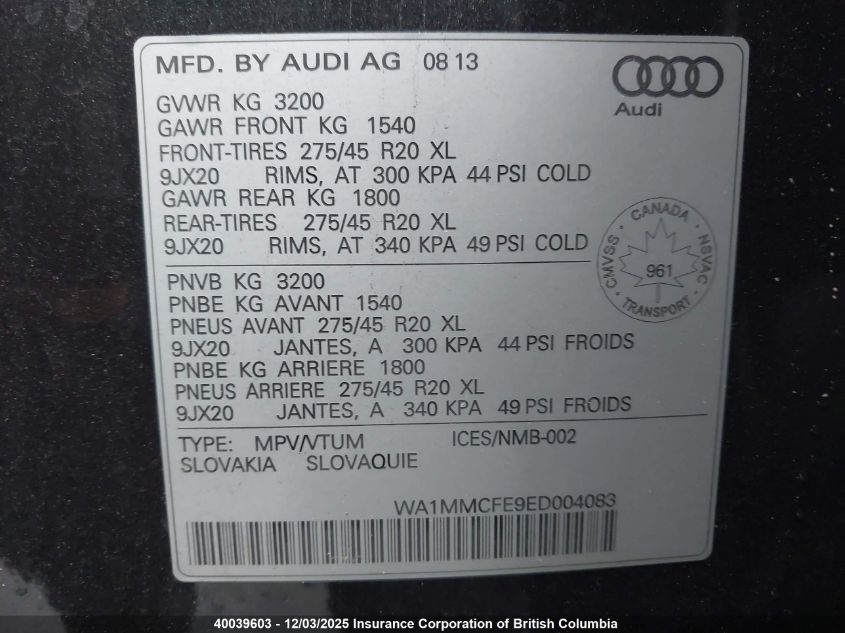 MFD. BY AUDI AG 08 13
Audi
GVWR KG 3200
GAWR FRONT KG 1540
FRONT-TIRES 275/45 R20 XL
9JX20 RIMS, AT 300 KPA 44 PSI COLD
GAWR REAR KG 1800
REAR-TIRES 275/45 R20 XL
9JX20 RIMS, AT 340 KPA 49 PSI COLD
CANADA
CMVSS 961 NSVAC
TRANSPORT
PNVB KG 3200
PNBE KG AVANT 1540
PNEUS AVANT 275/45 R20 XL
9JX20 JANTES, A 300 KPA 44 PSI FROIDS
PNBE KG ARRIERE 1800
PNEUS ARRIERE 275/45 R20 XL
9JX20 JANTES, A 340 KPA 49 PSI FROIDS
TYPE: MPV/VTUM ICES/NMB-002
SLOVAKIA SLOVAQUIE
WA1MMCFE9ED004083
40039603 - 12/03/2025 Insurance Corporation of British Columbia